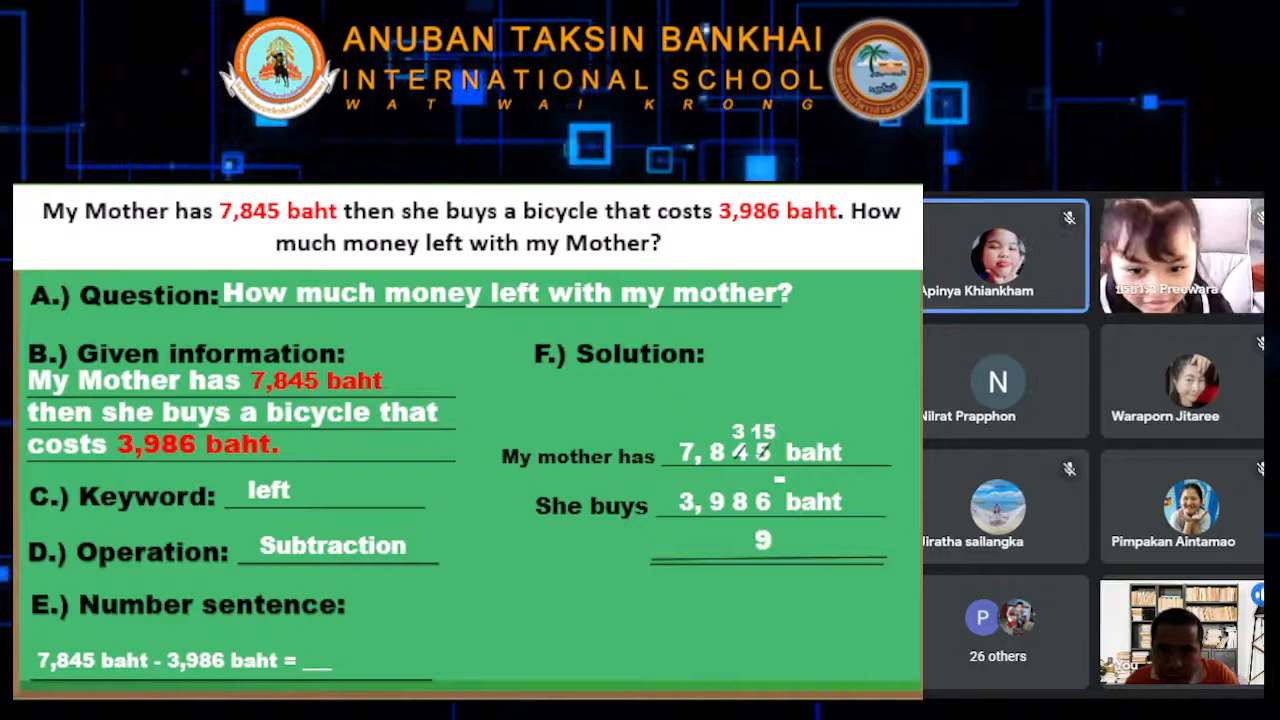 ANUBAN TAKSIN BANKHAI
INTERNATIONAL SCHOOL
WAT WAI KRONG
My Mother has 7,845 baht then she buys a bicycle that costs 3,986 baht. How
much money left with my Mother?
A.) Question: How much money left with my mother?
B.) Given information:
My Mother has 7,845 baht
then she buys a bicycle that
costs 3,986 baht.
C.) Keyword: left
D.) Operation: Subtraction
E.) Number sentence:
7,845 baht - 3,986 baht = __
F.) Solution:
3 15
My mother has 7, 8 4 5 baht
-
She buys 3, 9 8 6 baht
9
Apinya Khiankham
Preewara
N
Nilrat Prapphon
Waraporn Jitaree
Jiratha sailangka
Pimpakan Aintamao
P
26 others
You